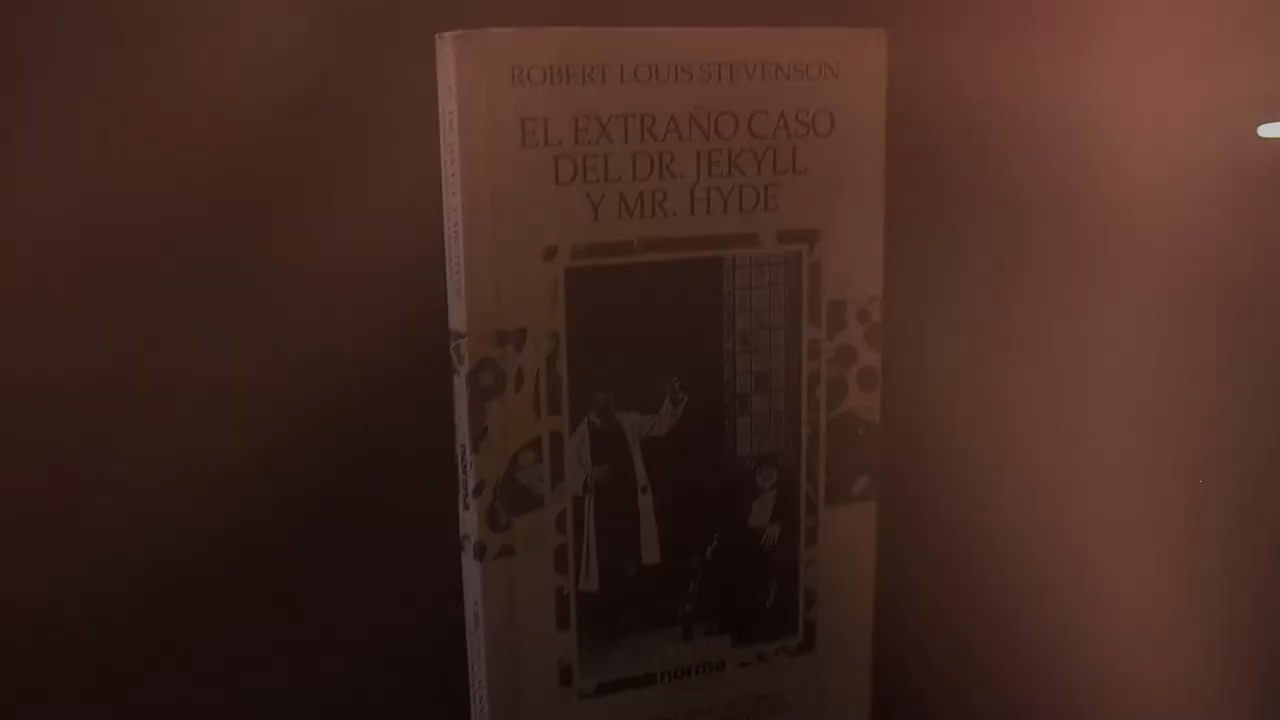 ROBERT LOUIS STEVENSON
EL EXTRAÑO CASO
DEL DR. JEKYLL
Y MR. HYDE
norma